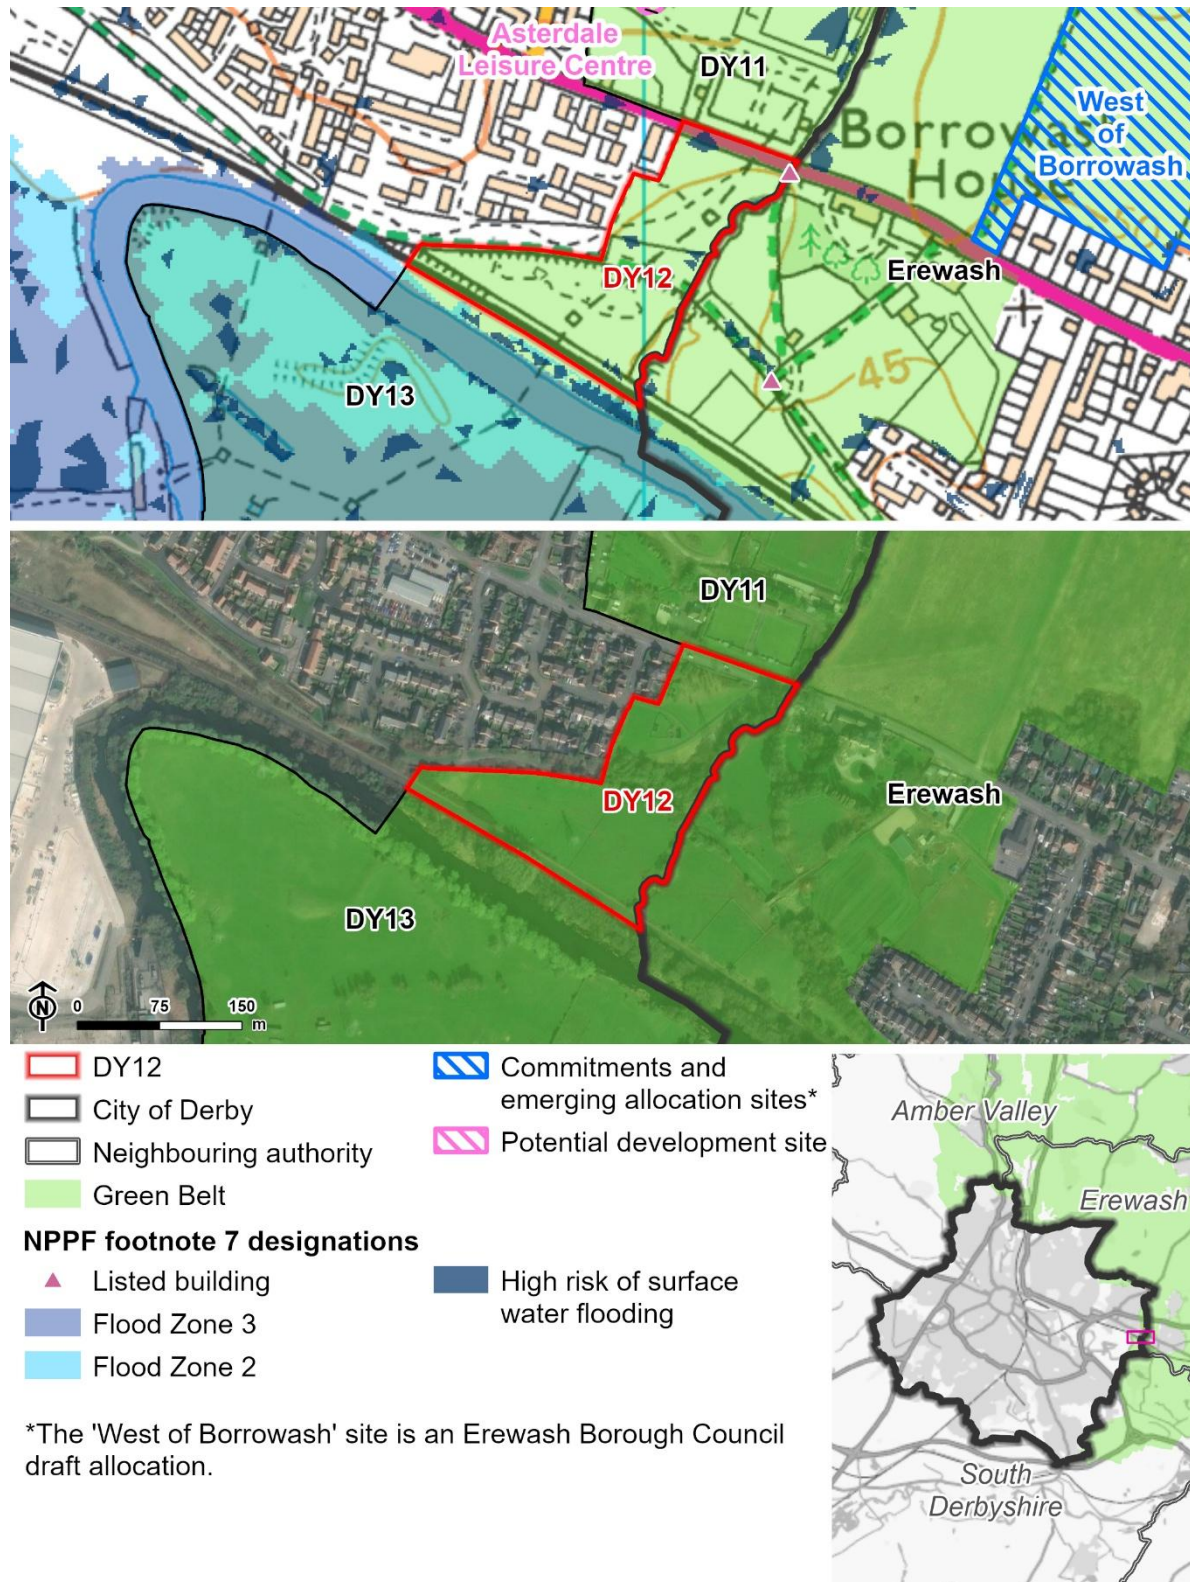 Asterdale
Leisure Centre
DY11
Borrowash
House
West
of
Borrowash
50
Erewash
DY12
DY13
45
DY11
Erewash
DY12
DY13
N 0 75 150
m
DY12
City of Derby
Neighbouring authority
Green Belt
NPPF footnote 7 designations
Listed building
Flood Zone 3
Flood Zone 2
Commitments and
emerging allocation sites*
Potential development site
High risk of surface
water flooding
*The 'West of Borrowash' site is an Erewash Borough Council
draft allocation.
Amber Valley
Erewash
South
Derbyshire